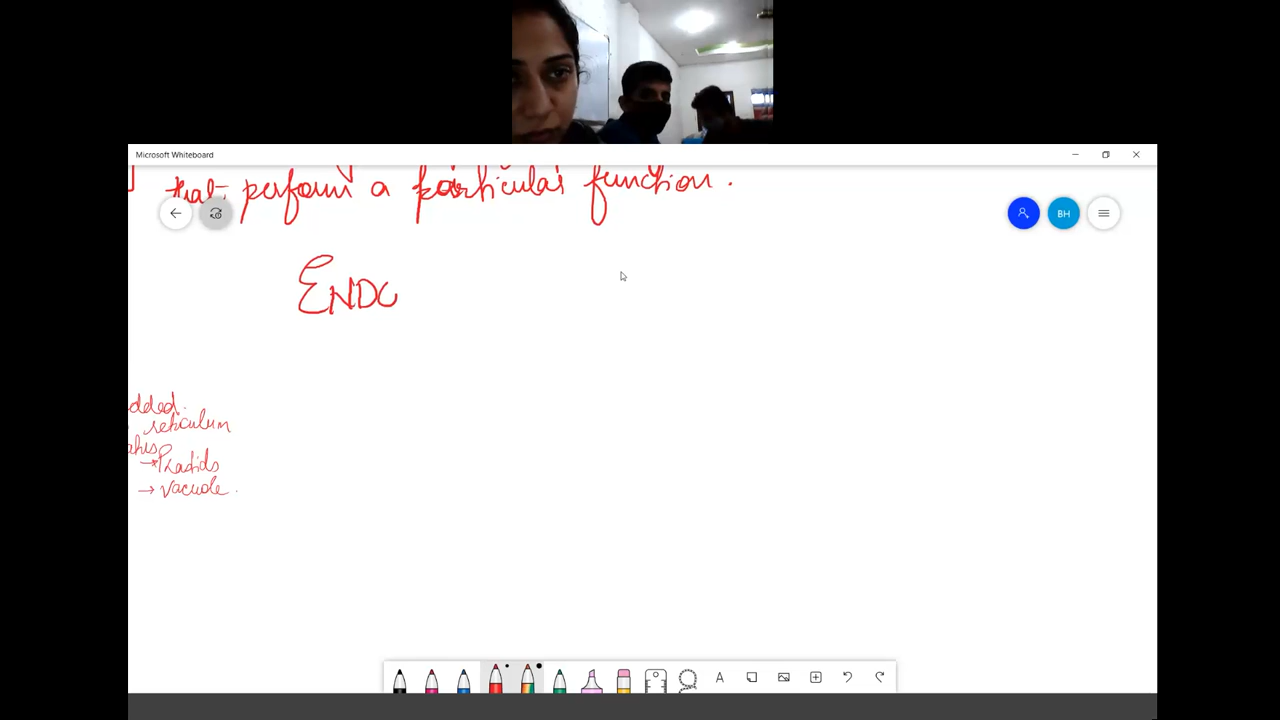 Microsoft Whiteboard
that perform a particular function.
BH
ENDO
dded.
reticulum
→Plastids
→ vacuole.
A